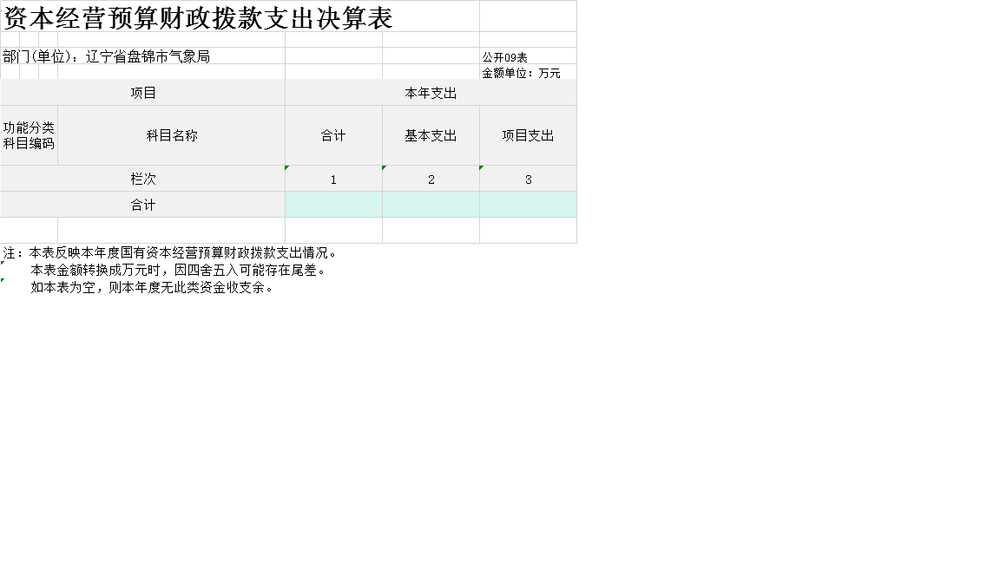 资本经营预算财政拨款支出决算表
部门(单位)：辽宁省盘锦市气象局
公开09表
金额单位：万元
项目 本年支出
功能分类
科目编码 科目名称 合计 基本支出 项目支出
栏次 1 2 3
合计
注：本表反映本年度国有资本经营预算财政拨款支出情况。
本表金额转换成万元时，因四舍五入可能存在尾差。
如本表为空，则本年度无此类资金收支余。